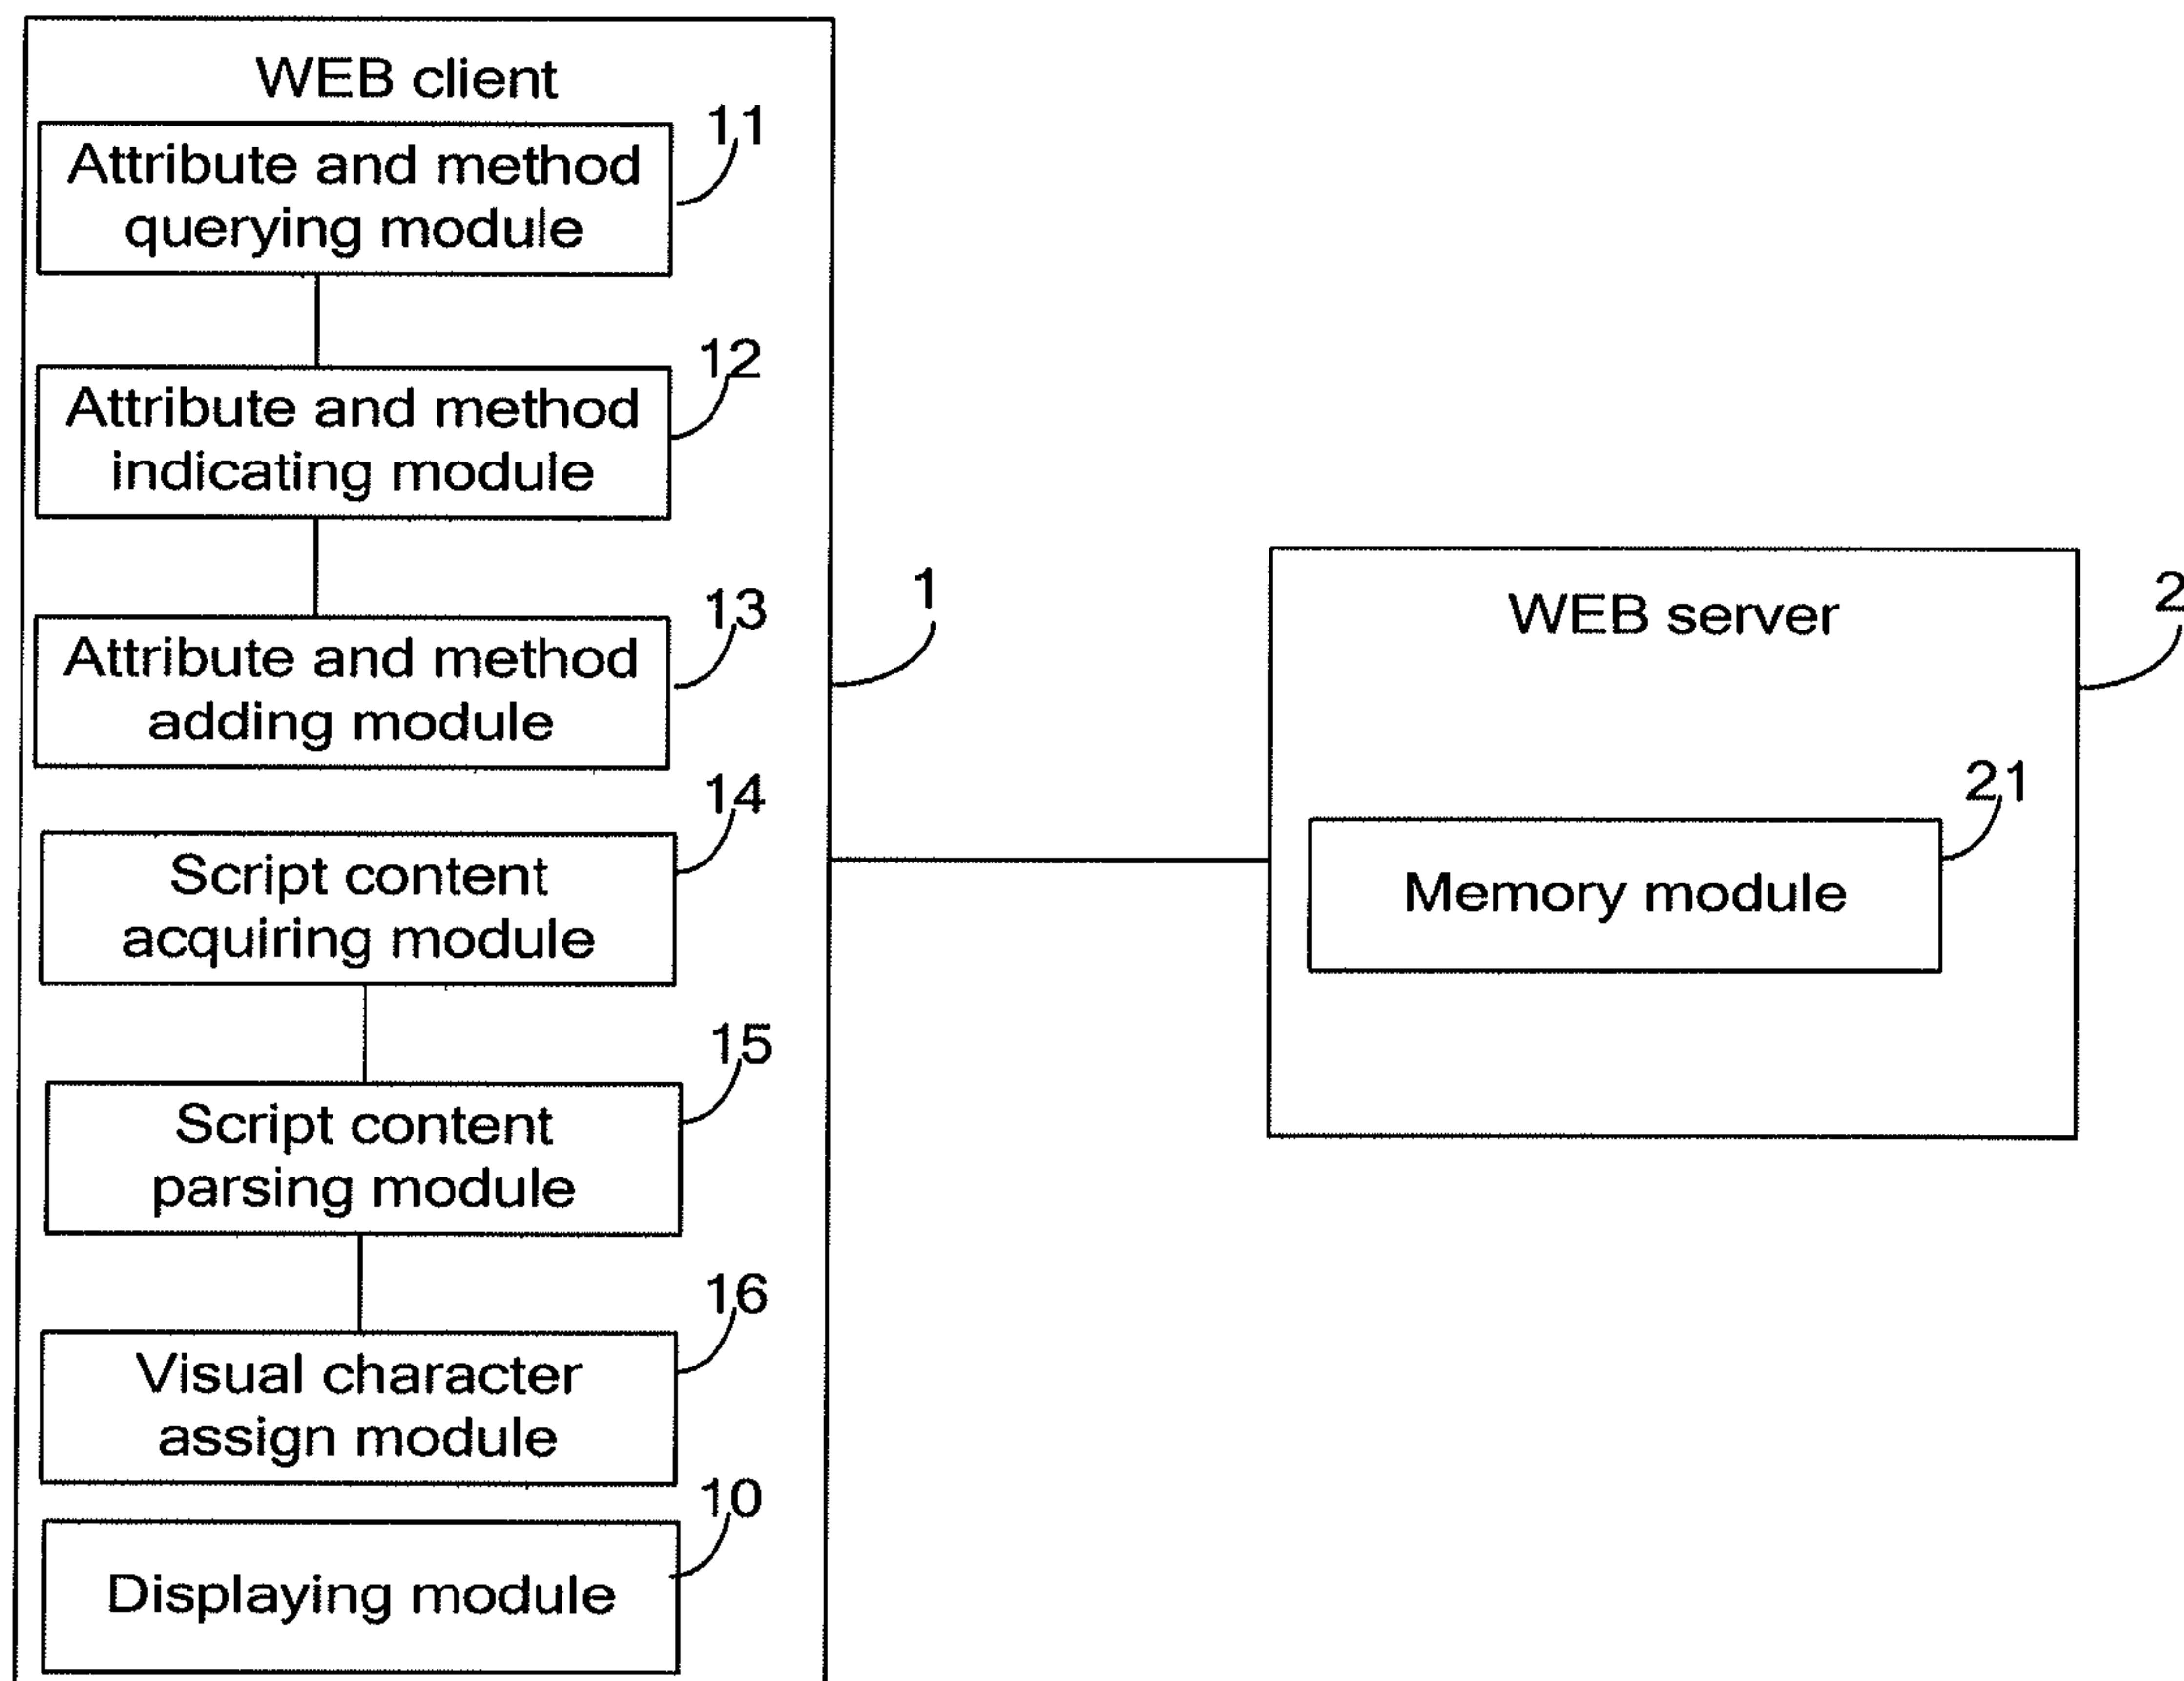 WEB client
11
Attribute and method
querying module
12
Attribute and method
indicating module
13
Attribute and method
adding module
14
Script content
acquiring module
15
Script content
parsing module
16
Visual character
assign module
10
Displaying module
1
WEB server
2
21
Memory module